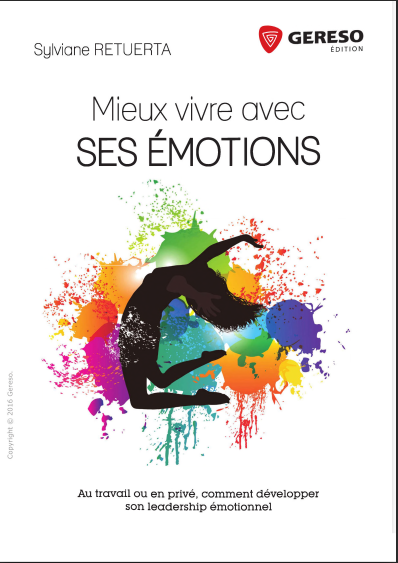 Sylviane RETUERTA
GERESO
ÉDITION
Mieux vivre avec
SES ÉMOTIONS
Copyright © 2016 Gereso.
Au travail ou en privé, comment développer
son leadership émotionnel